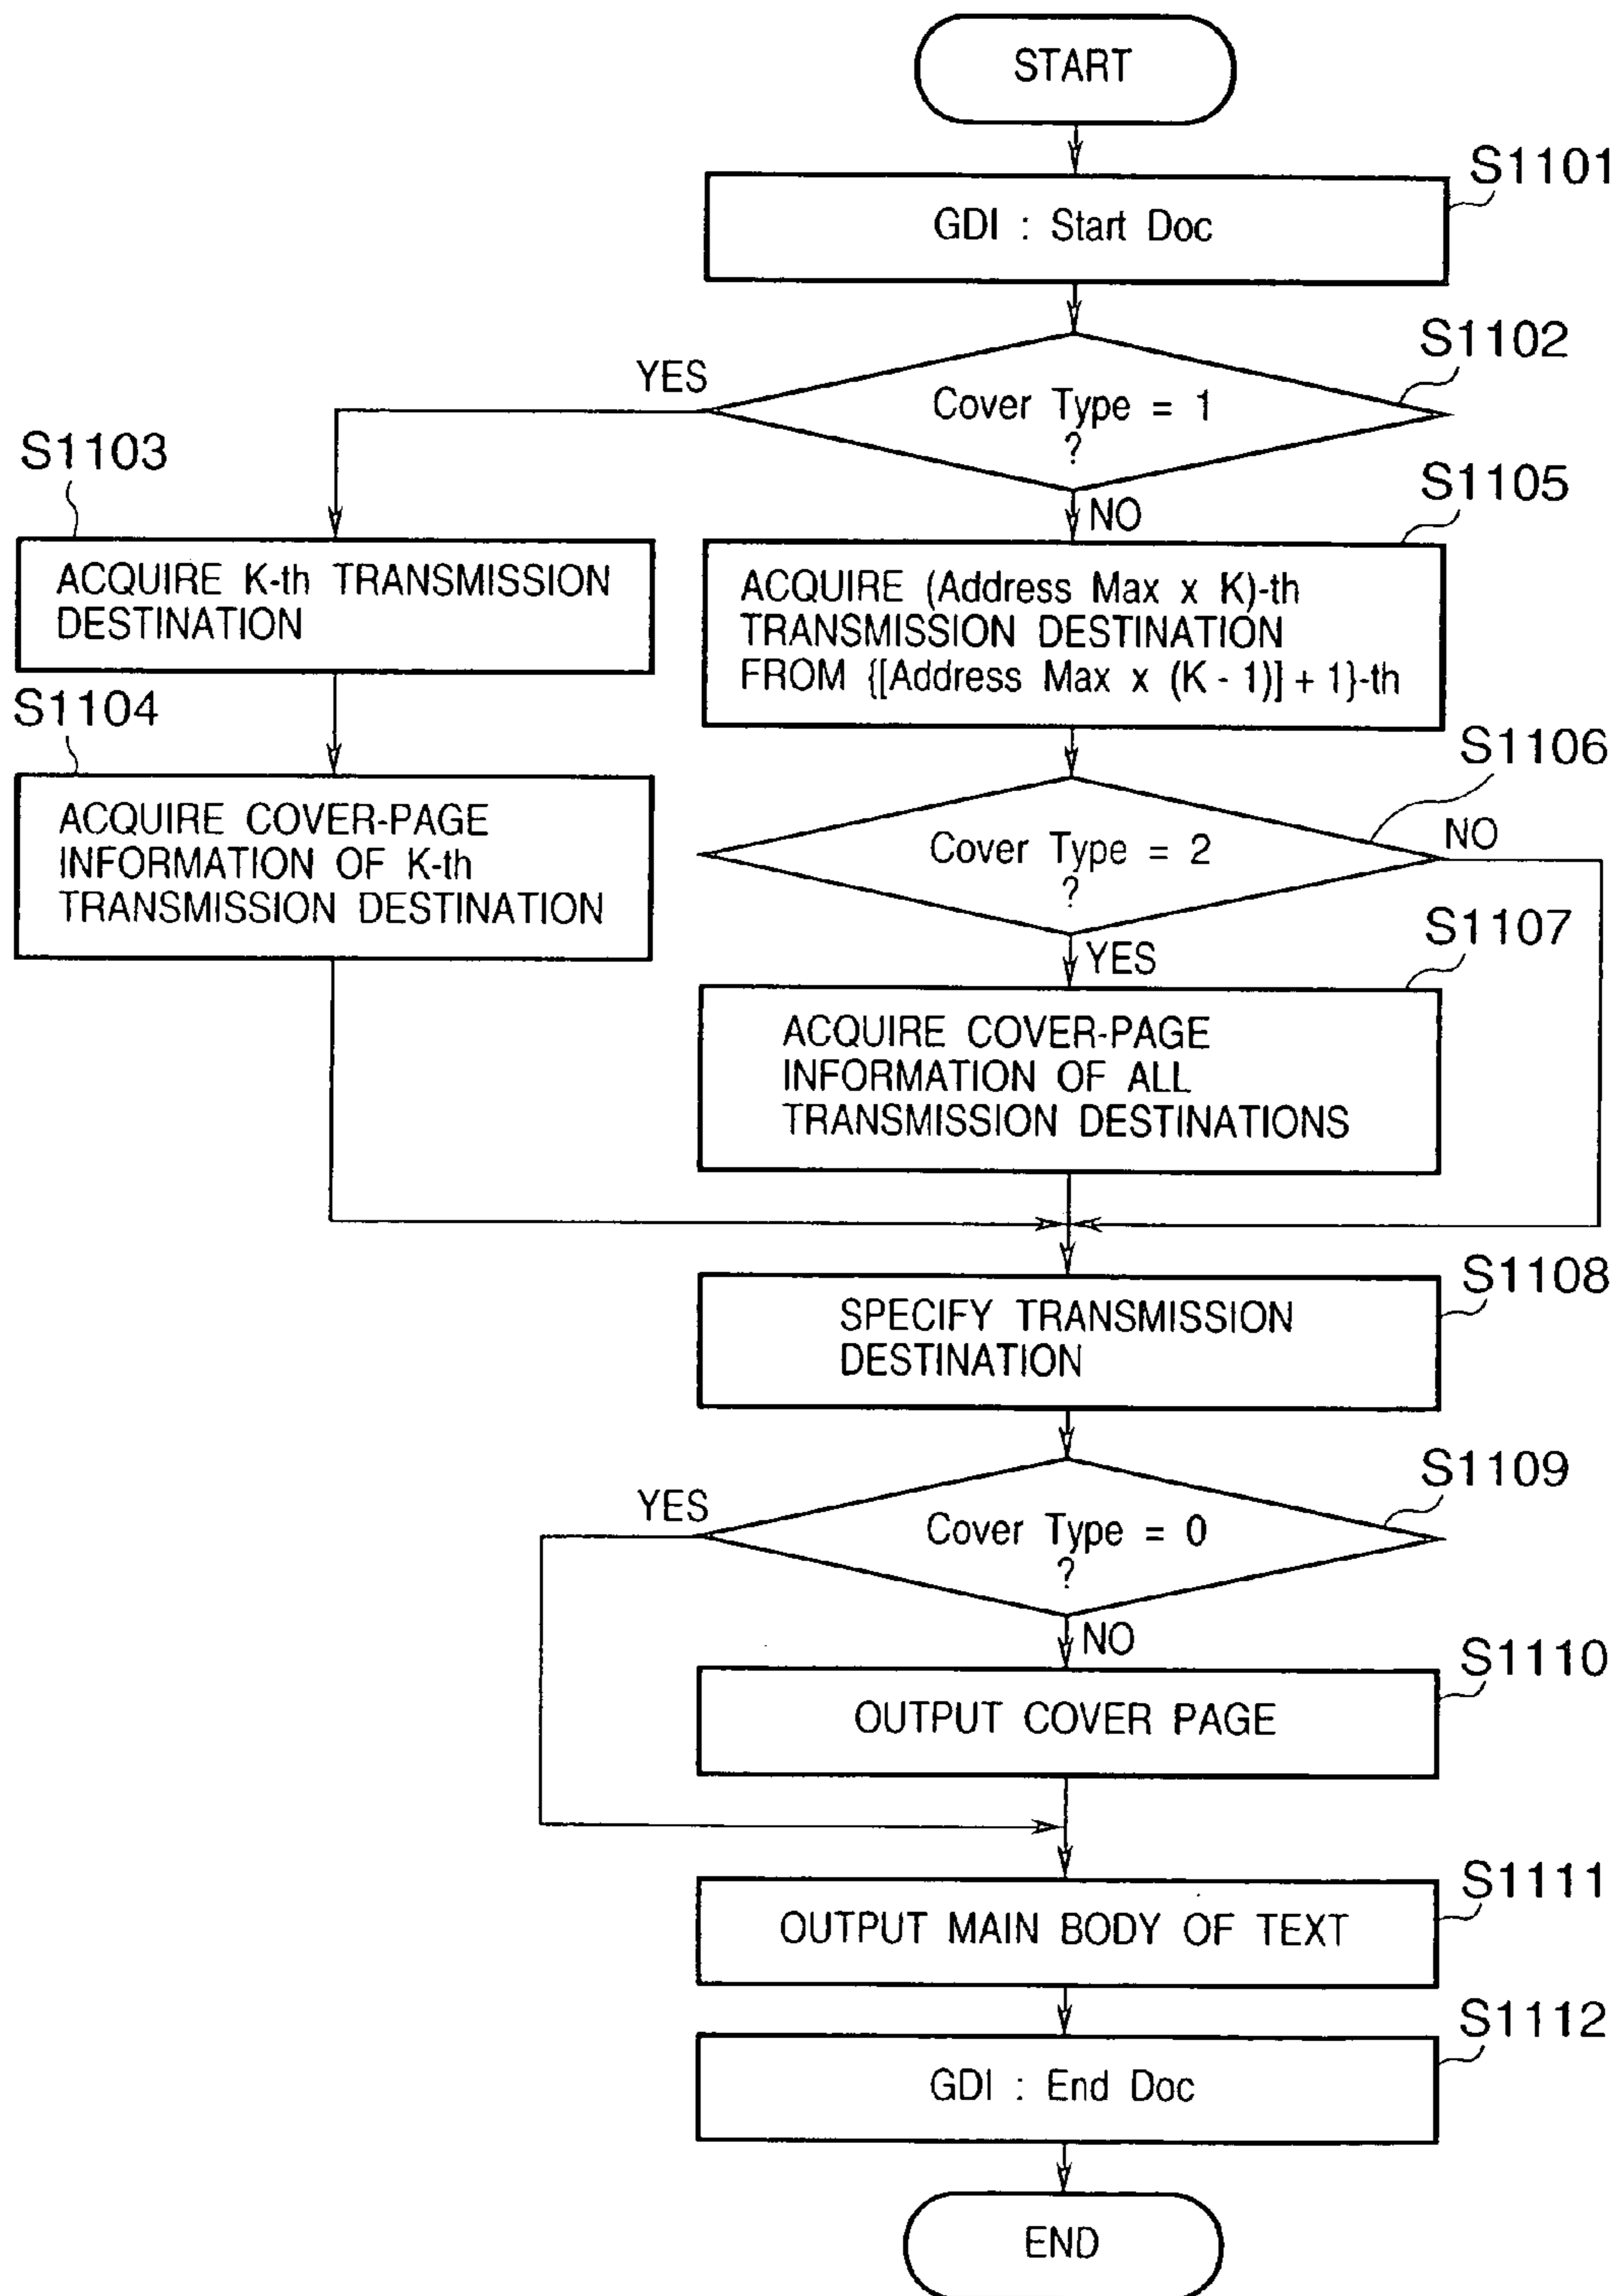 START
S1101
GDI : Start Doc
S1102
YES
Cover Type = 1
?
S1103
NO
S1105
ACQUIRE K-th TRANSMISSION
DESTINATION
ACQUIRE (Address Max x K)-th
TRANSMISSION DESTINATION
FROM {[Address Max x (K - 1)] + 1}-th
S1104
S1106
ACQUIRE COVER-PAGE
INFORMATION OF K-th
TRANSMISSION DESTINATION
Cover Type = 2
?
NO
S1107
YES
ACQUIRE COVER-PAGE
INFORMATION OF ALL
TRANSMISSION DESTINATIONS
S1108
SPECIFY TRANSMISSION
DESTINATION
S1109
YES
Cover Type = 0
?
NO
S1110
OUTPUT COVER PAGE
S1111
OUTPUT MAIN BODY OF TEXT
S1112
GDI : End Doc
END